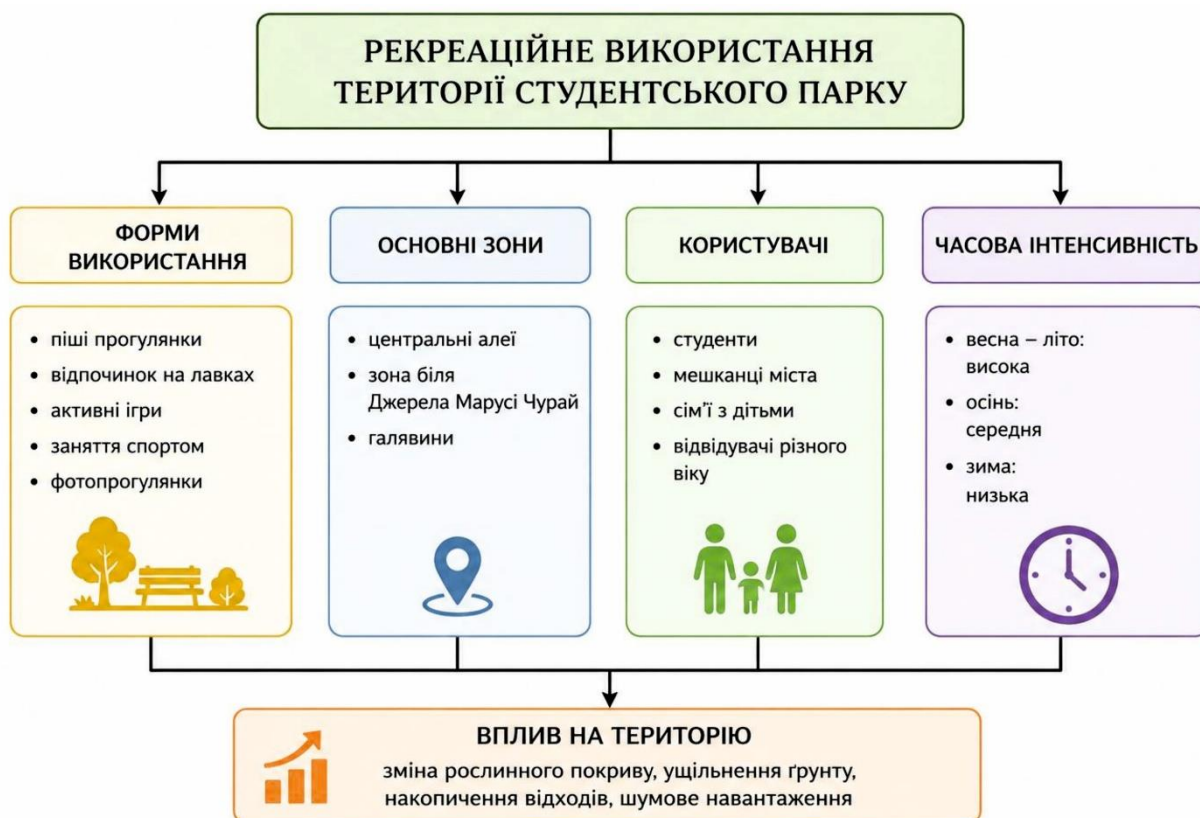 РЕКРЕАЦІЙНЕ ВИКОРИСТАННЯ
ТЕРИТОРІЇ СТУДЕНТСЬКОГО ПАРКУ
ФОРМИ
ВИКОРИСТАННЯ
• піші прогулянки
• відпочинок на лавках
• активні ігри
• заняття спортом
• фотопрогулянки
ОСНОВНІ ЗОНИ
• центральні алеї
• зона біля
Джерела Марусі Чурай
• галявини
КОРИСТУВАЧІ
• студенти
• мешканці міста
• сім’ї з дітьми
• відвідувачі різного
віку
ЧАСОВА ІНТЕНСИВНІСТЬ
• весна – літо:
висока
• осінь:
середня
• зима:
низька
ВПЛИВ НА ТЕРИТОРІЮ
зміна рослинного покриву, ущільнення ґрунту,
накопичення відходів, шумове навантаження